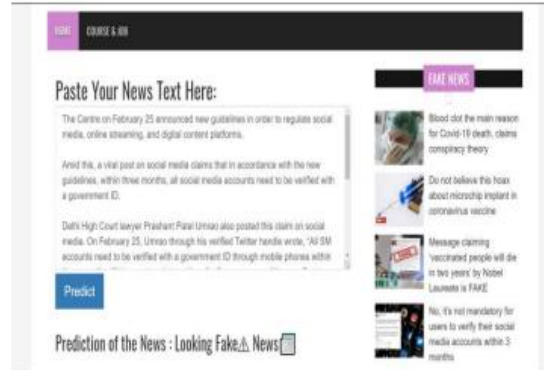 HOME COURSE & JOB
Paste Your News Text Here:
The Centre on February 25 announced new guidelines in order to regulate social
media, online streaming, and digital content platforms.
Amid this, a viral post on social media claims that in accordance with the new
guidelines, within three months, all social media accounts need to be verified with
a government ID.
Delhi High Court lawyer Prashant Patel Umrao also posted this claim on social
media. On February 25, Umrao through his verified Twitter handle wrote, "All SM
accounts need to be verified with a government ID through mobile phones within
Predict
Prediction of the News : Looking Fake⚠ News
FAKE NEWS
Blood clot the main reason
for Covid-19 death, claims
conspiracy theory
Do not believe this hoax
about microchip implant in
coronavirus vaccine
Message claiming
'vaccinated people will die
in two years' by Nobel
Laureate is FAKE
No, it's not mandatory for
users to verify their social
media accounts within 3
months